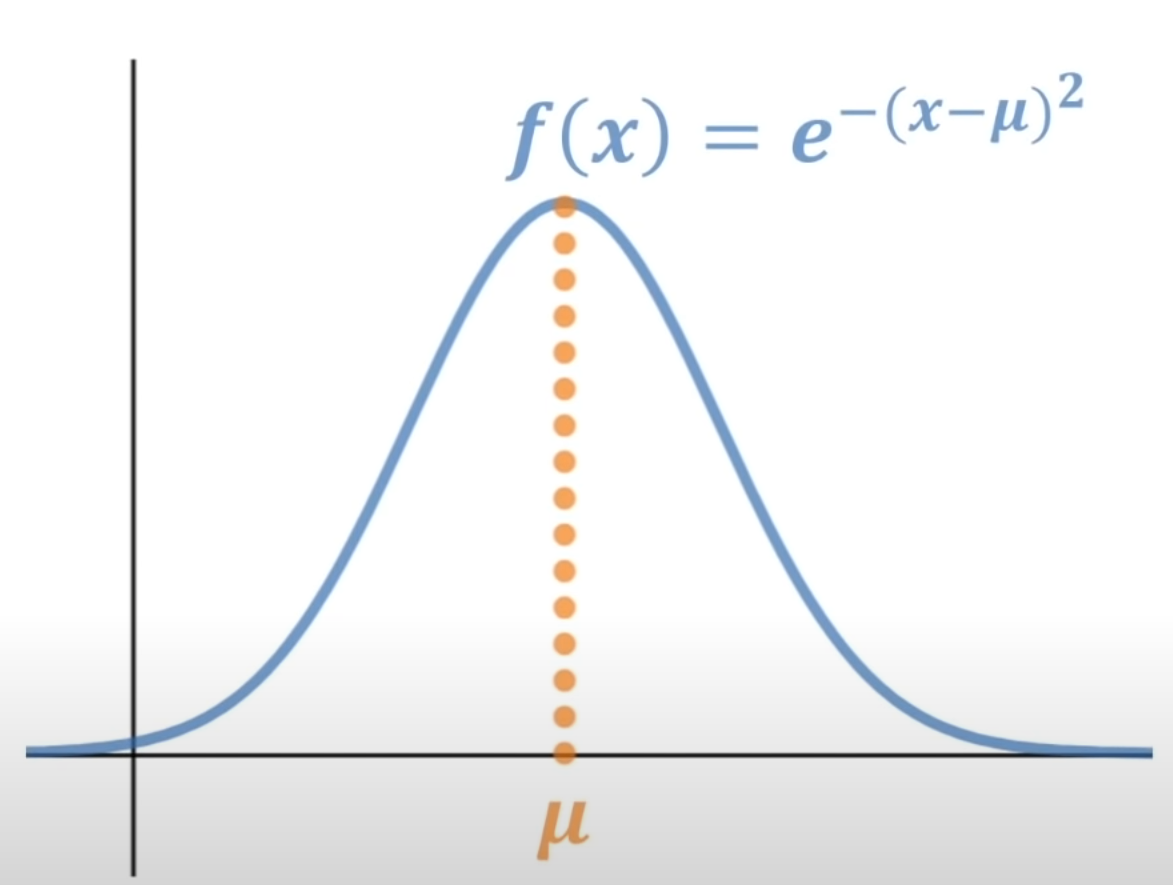 f(x) = e^{-(x-μ)^2}
μ